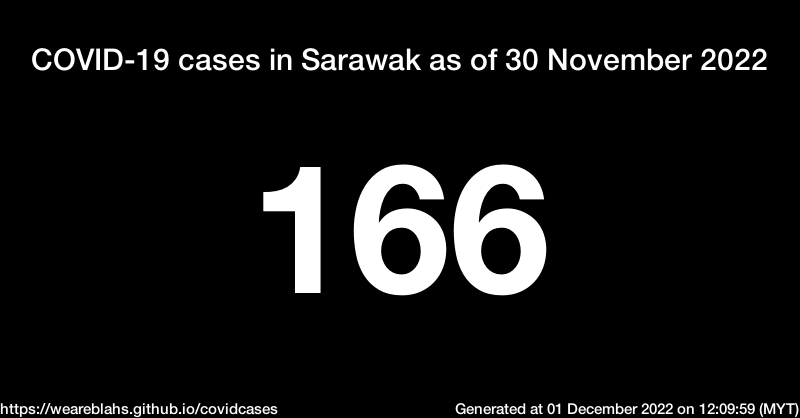 COVID-19 cases in Sarawak as of 30 November 2022
166
https://weareblahs.github.io/covidcases
Generated at 01 December 2022 on 12:09:59 (MYT)